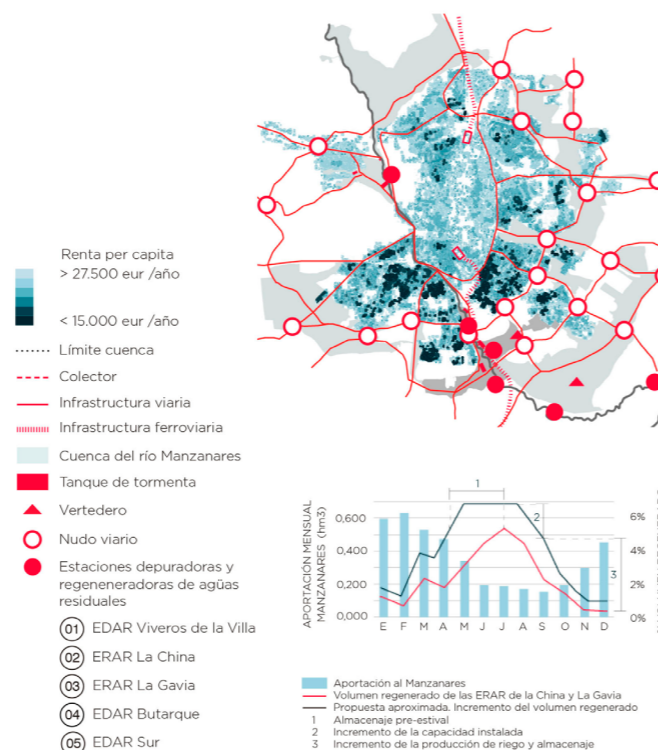 Renta per capita
> 27.500 eur /año
< 15.000 eur /año
Límite cuenca
Colector
Infrastructura viaria
Infrastructura ferroviaria
Cuenca del río Manzanares
Tanque de tormenta
Vertedero
Nudo viario
Estaciones depuradoras y
regeneneradoras de agüas
residuales
01 EDAR Viveros de la Villa
02 ERAR La China
03 ERAR La Gavia
04 EDAR Butarque
05 EDAR Sur
APORTACIÓN MENSUAL
MANZANARES (hm3)
0,600
0,400
0,200
0,000
1
2
3
6%
4%
2%
0%
E F M A M J J A S O N D
Aportación al Manzanares
Volumen regenerado de las ERAR de la China y La Gavia
Propuesta aproximada. Incremento del volumen regenerado
1 Almacenaje pre-estival
2 Incremento de la capacidad instalada
3 Incremento de la producción de riego y almacenaje